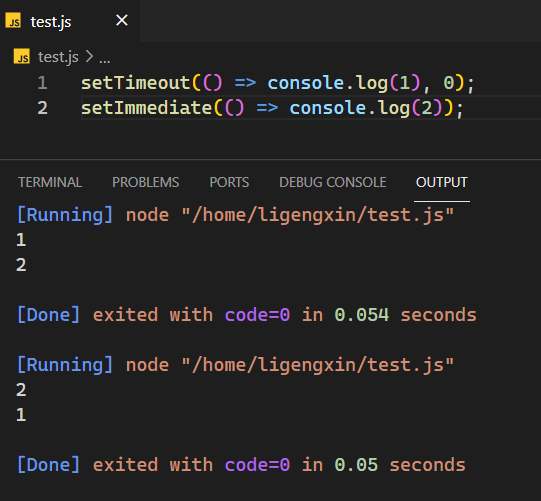 JS test.js ×
JS test.js > ...
1 setTimeout(() => console.log(1), 0);
2 setImmediate(() => console.log(2));
TERMINAL PROBLEMS PORTS DEBUG CONSOLE OUTPUT
[Running] node "/home/ligengxin/test.js"
1
2
[Done] exited with code=0 in 0.054 seconds
[Running] node "/home/ligengxin/test.js"
2
1
[Done] exited with code=0 in 0.05 seconds